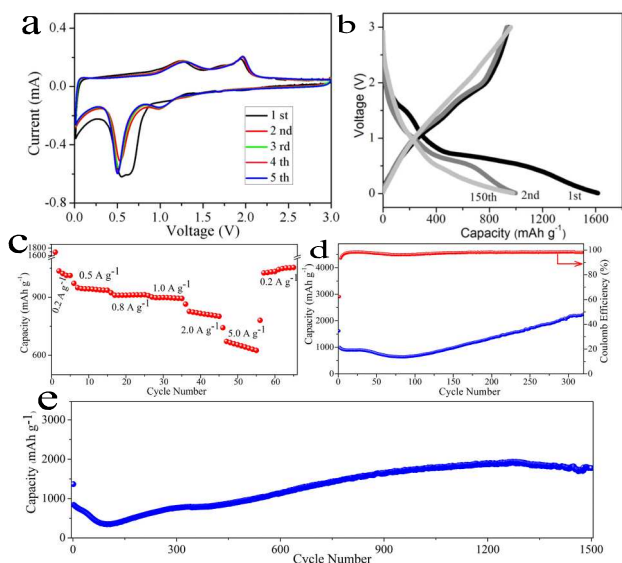 a
Current (mA)
0.4
0.0
-0.4
-0.8
0.0 0.5 1.0 1.5 2.0 2.5 3.0
Voltage (V)
1 st
2 nd
3 rd
4 th
5 th
b
Voltage (V)
3
2
1
0
0 400 800 1200 1600
Capacity (mAh g⁻¹)
150th
2nd
1st
c
Capacity (mAh g⁻¹)
1800
1600
900
600
0 10 20 30 40 50 60
Cycle Number
0.2 A g⁻¹
0.5 A g⁻¹
0.8 A g⁻¹
1.0 A g⁻¹
2.0 A g⁻¹
5.0 A g⁻¹
0.2 A g⁻¹
d
Capacity (mAh g⁻¹)
4000
3000
2000
1000
0
0 50 100 150 200 250 300
Cycle Number
100
80
60
40
20
0
Coulomb Efficiency (%)
e
Capacity (mAh g⁻¹)
3000
2000
1000
0
0 300 600 900 1200 1500
Cycle Number